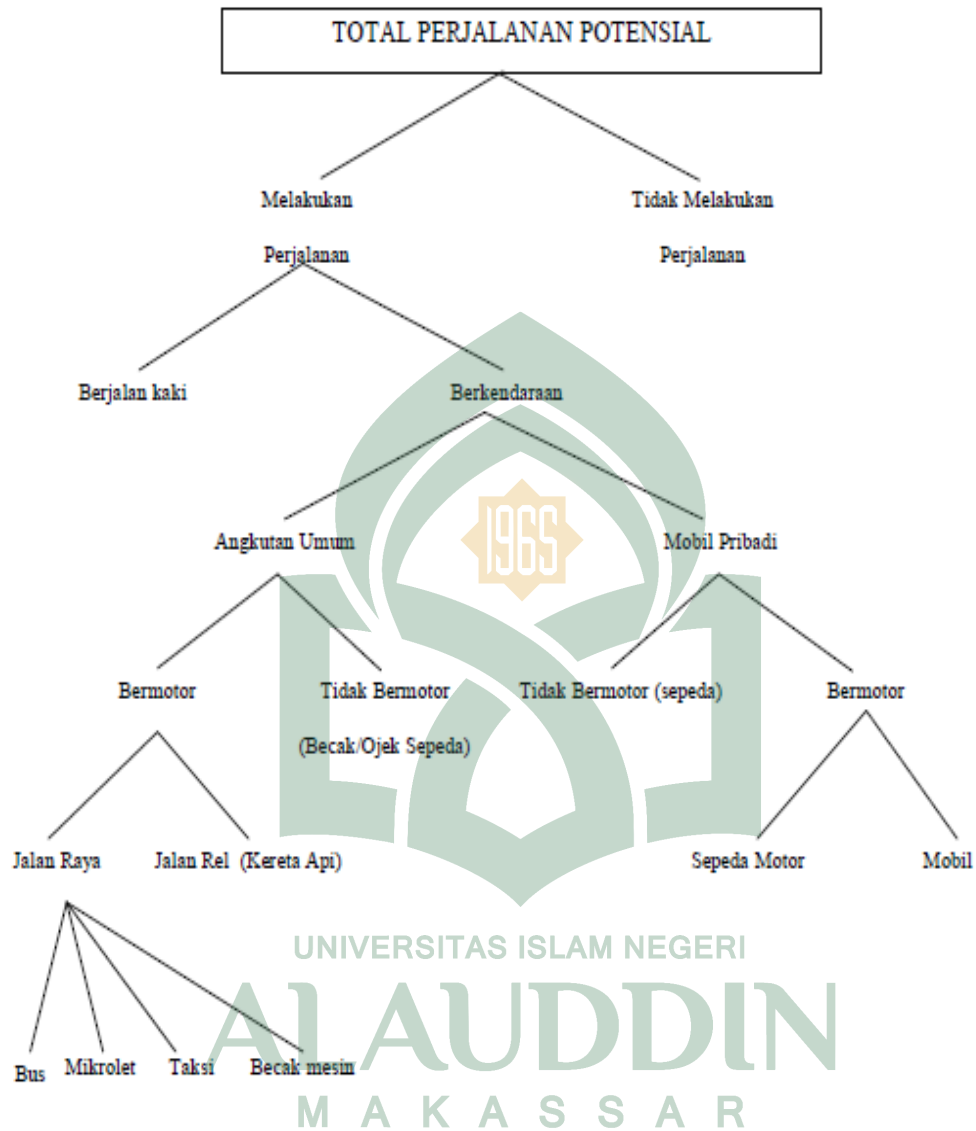 TOTAL PERJALANAN POTENSIAL
Melakukan
Perjalanan
Tidak Melakukan
Perjalanan
Berjalan kaki
Berkendaraan
1965
Angkutan Umum
Mobil Pribadi
Bermotor
Tidak Bermotor
(Becak/Ojek Sepeda)
Tidak Bermotor (sepeda)
Bermotor
Jalan Raya
Jalan Rel (Kereta Api)
Sepeda Motor
Mobil
UNIVERSITAS ISLAM NEGERI
ALAUDDIN
MAKASSAR
Bus
Mikrolet
Taksi
Becak mesin